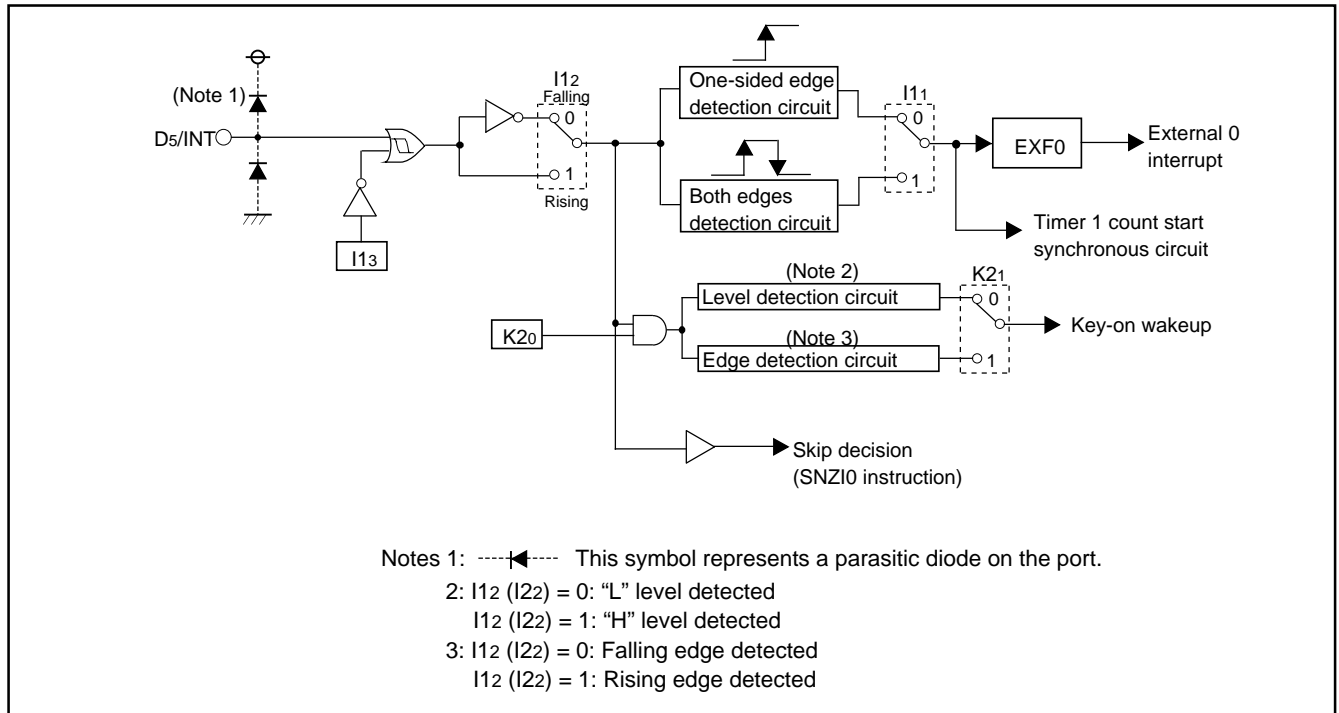 (Note 1)
D5/INT
I13
I12
Falling
0
1
Rising
One-sided edge
detection circuit
Both edges
detection circuit
I11
0
1
EXF0
External 0
interrupt
Timer 1 count start
synchronous circuit
K20
(Note 2)
Level detection circuit
(Note 3)
Edge detection circuit
K21
0
1
Key-on wakeup
Skip decision
(SNZI0 instruction)
Notes 1: This symbol represents a parasitic diode on the port.
2: I12 (I22) = 0: “L” level detected
I12 (I22) = 1: “H” level detected
3: I12 (I22) = 0: Falling edge detected
I12 (I22) = 1: Rising edge detected